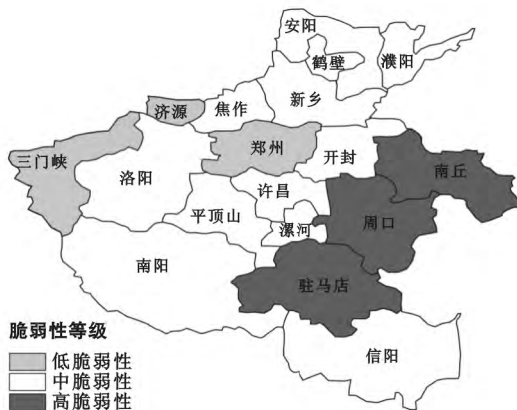 安阳
鹤壁
濮阳
济源
焦作
新乡
三门峡
郑州
开封
洛阳
南丘
许昌
平顶山
周口
漯河
南阳
驻马店
信阳
脆弱性等级
低脆弱性
中脆弱性
高脆弱性